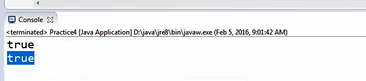 Console
<terminated> Practice4 [Java Application] D:\java\jre8\bin\javaw.exe (Feb 5, 2016, 9:01:42 AM)
true
true